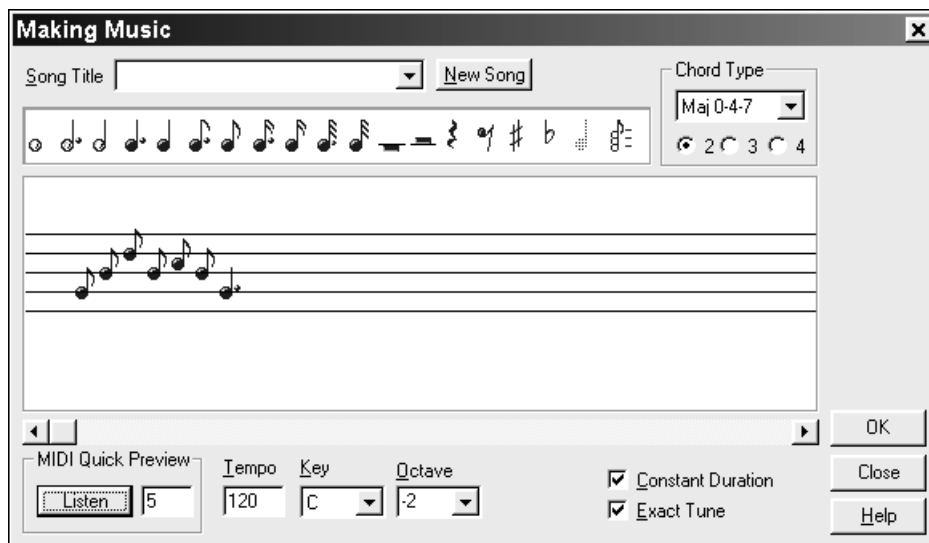 Making Music
Song Title
New Song
Chord Type
Maj 0-4-7
2 3 4
OK
MIDI Quick Preview
Listen 5
Tempo
120
Key
C
Octave
-2
Constant Duration
Exact Tune
Close
Help